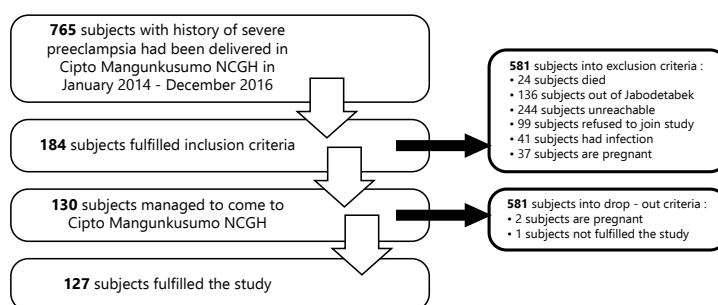 765 subjects with history of severe
preeclampsia had been delivered in
Cipto Mangunkusumo NCGH in
January 2014 - December 2016
184 subjects fulfilled inclusion criteria
130 subjects managed to come to
Cipto Mangunkusumo NCGH
127 subjects fulfilled the study
581 subjects into exclusion criteria :
• 24 subjects died
• 136 subjects out of Jabodetabek
• 244 subjects unreachable
• 99 subjects refused to join study
• 41 subjects had infection
• 37 subjects are pregnant
581 subjects into drop - out criteria :
• 2 subjects are pregnant
• 1 subjects not fulfilled the study